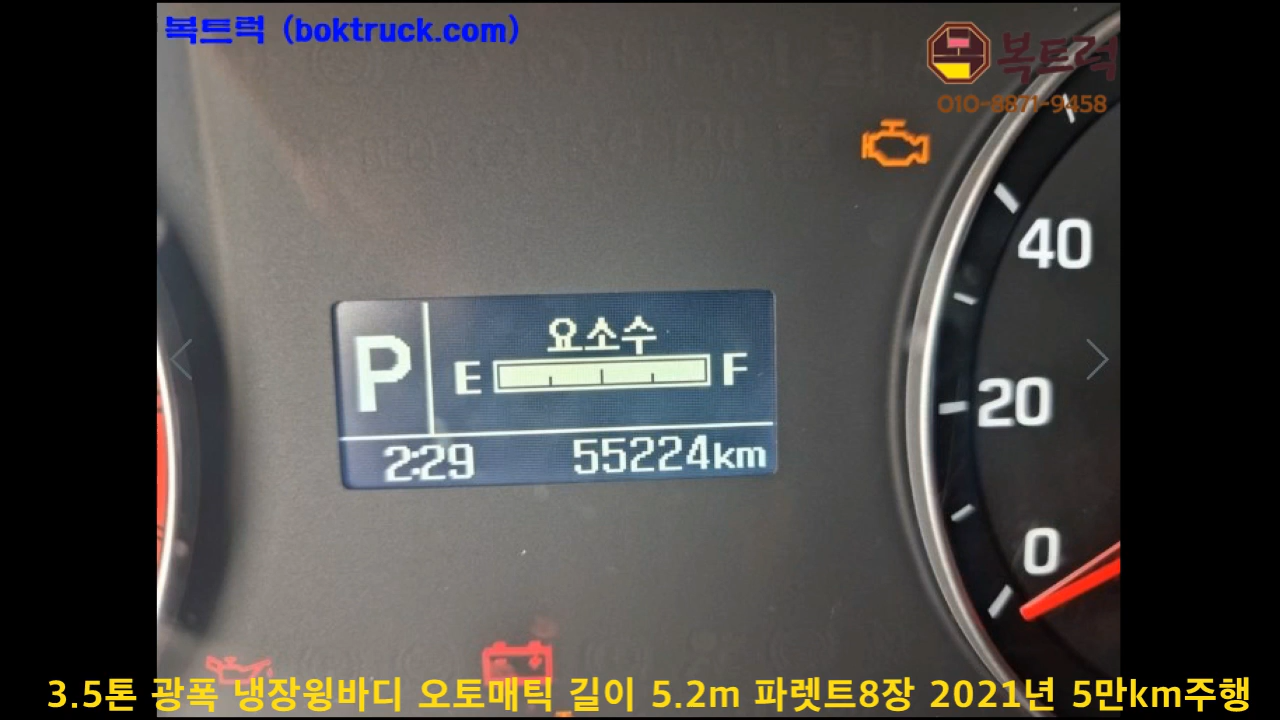 복트럭 (boktruck.com)
복트럭
010-8871-9458
40
P
요소수
E
F
20
2:29
55224km
0
3.5톤 광폭 냉장윙바디 오토매틱 길이 5.2m 파렛트8장 2021년 5만km주행